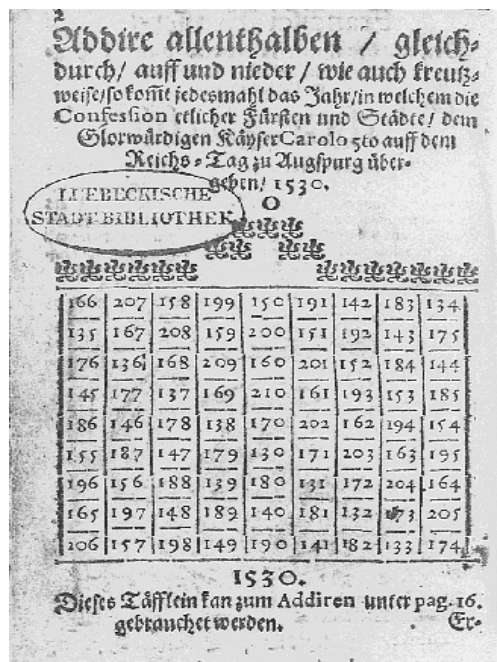 2
Addire allenthalben / gleich-
durch/ auff und nieder / wie auch kreutz-
weise/ so komt jedesmahl das Jahr/ in welchem die
Confession etlicher Fürsten und Städte/ dem
Glorwürdigen Käyser Carolo 5to auff dem
Reichs-Tag zu Augspurg über-
geben/ 1530.
O
LUEBECKISCHE
STADTBIBLIOTHEK
166 207 158 199 150 191 142 183 134
135 167 208 159 200 151 192 143 175
176 136 168 209 160 201 152 184 144
145 177 137 169 210 161 193 153 185
186 146 178 138 170 202 162 194 154
155 187 147 179 130 171 203 163 195
196 156 188 139 180 131 172 204 164
165 197 148 189 140 181 132 173 205
206 157 198 149 190 141 182 133 174
1530.
Dieses Täfflein kan zum Addiren unter pag. 16.
gebrauchet werden. Er-